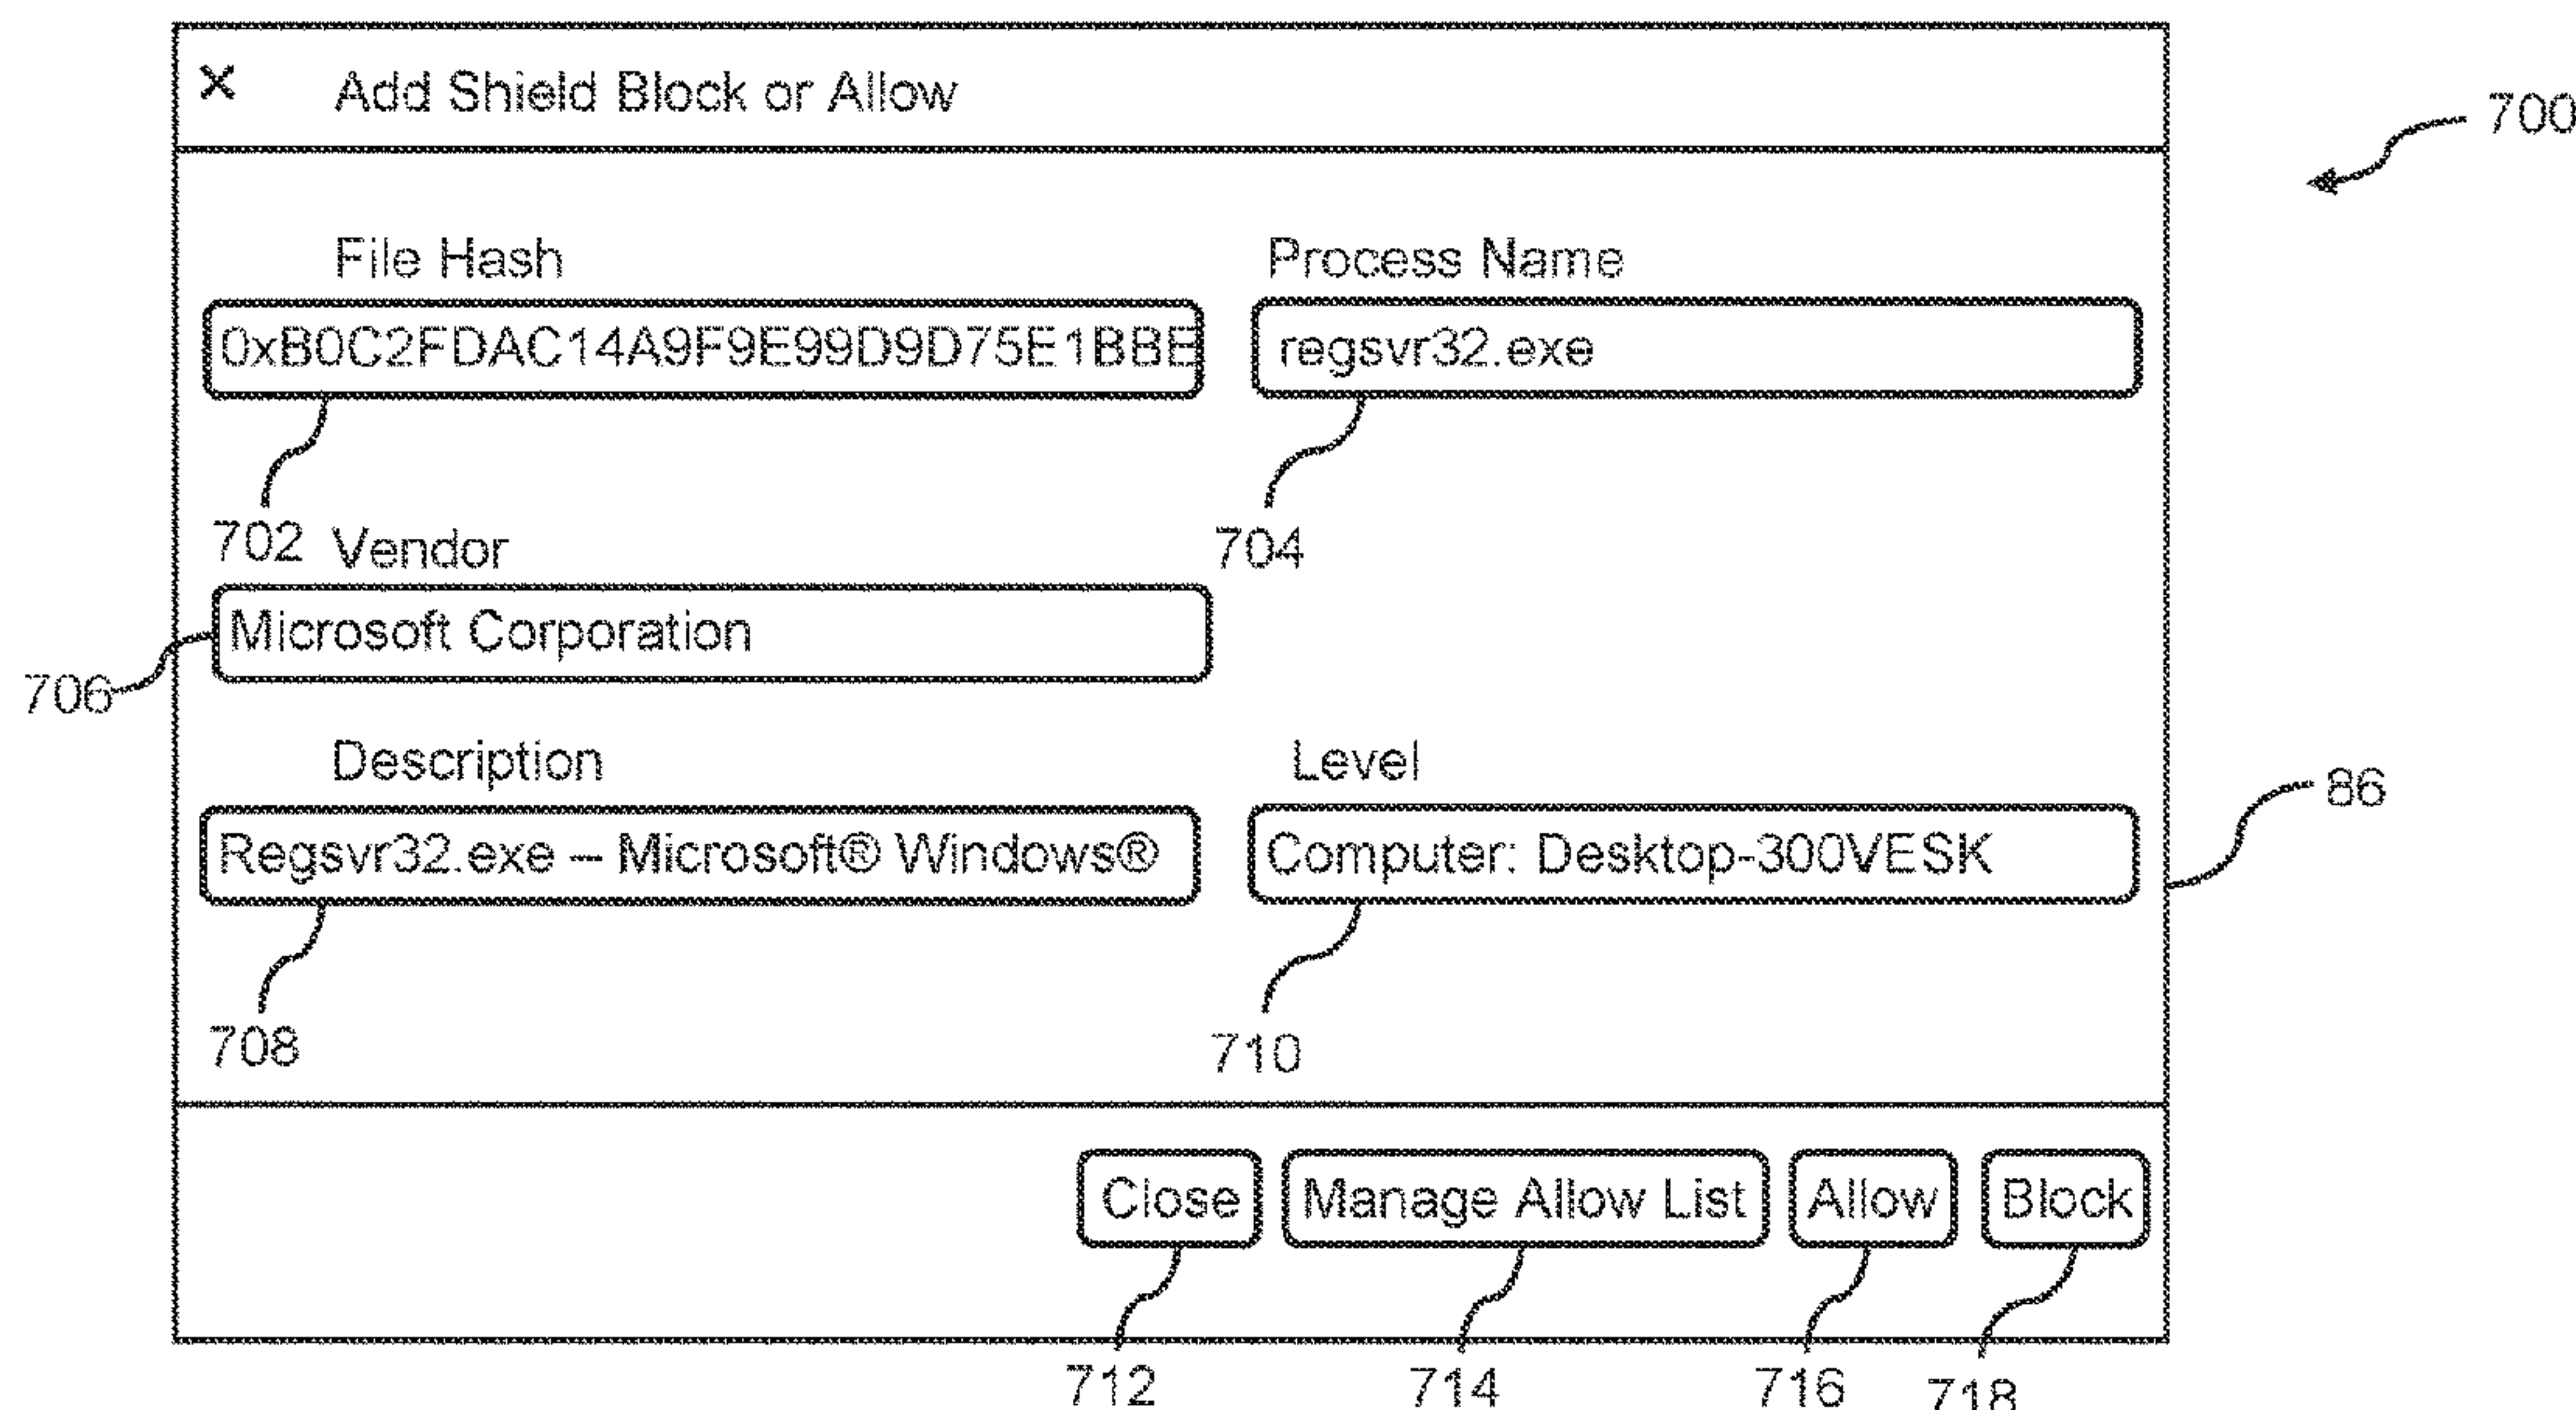 X Add Shield Block or Allow
700
File Hash Process Name
0xB0C2FDAC14A9F9E99D9D75E1BBE regsvr32.exe
702 Vendor 704
Microsoft Corporation
706
Description Level
86
Regsvr32.exe – Microsoft® Windows® Computer: Desktop-300VESK
708 710
Close Manage Allow List Allow Block
712 714 716 718